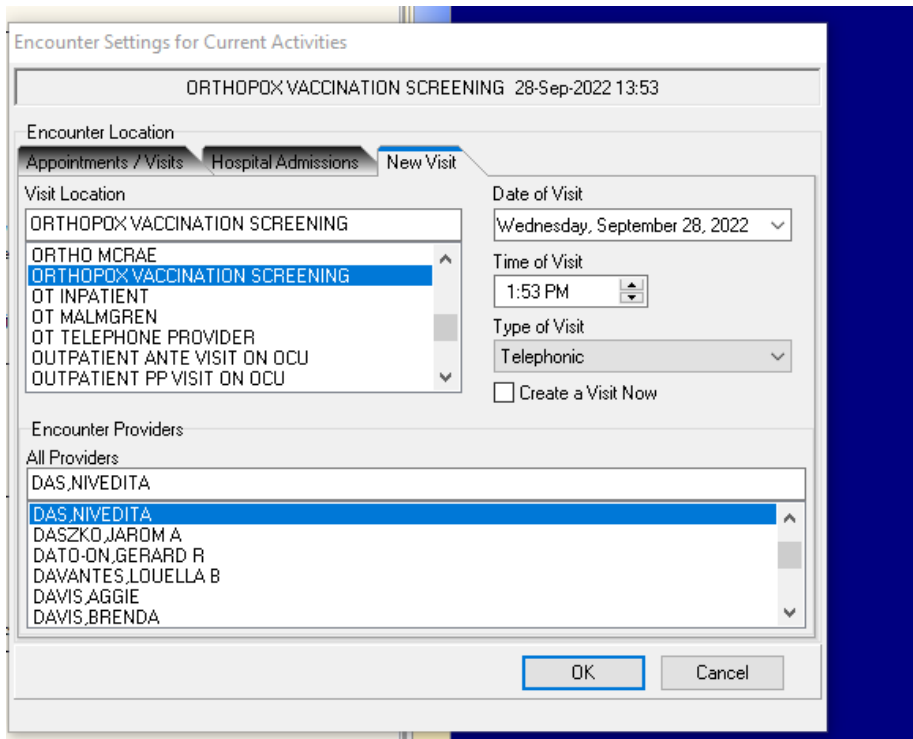 Encounter Settings for Current Activities
ORTHOPOX VACCINATION SCREENING 28-Sep-2022 13:53
Encounter Location
Appointments / Visits Hospital Admissions New Visit
Visit Location
ORTHOPOX VACCINATION SCREENING
ORTHO MCRAE
ORTHOPOX VACCINATION SCREENING
OT INPATIENT
OT MALMGREN
OT TELEPHONE PROVIDER
OUTPATIENT ANTE VISIT ON OCU
OUTPATIENT PP VISIT ON OCU
Date of Visit
Wednesday, September 28, 2022
Time of Visit
1:53 PM
Type of Visit
Telephonic
Create a Visit Now
Encounter Providers
All Providers
DAS,NIVEDITA
DAS,NIVEDITA
DASZKO,JAROM A
DATO-ON,GERARD R
DAVANTES,LOUELLA B
DAVIS,AGGIE
DAVIS,BRENDA
OK Cancel